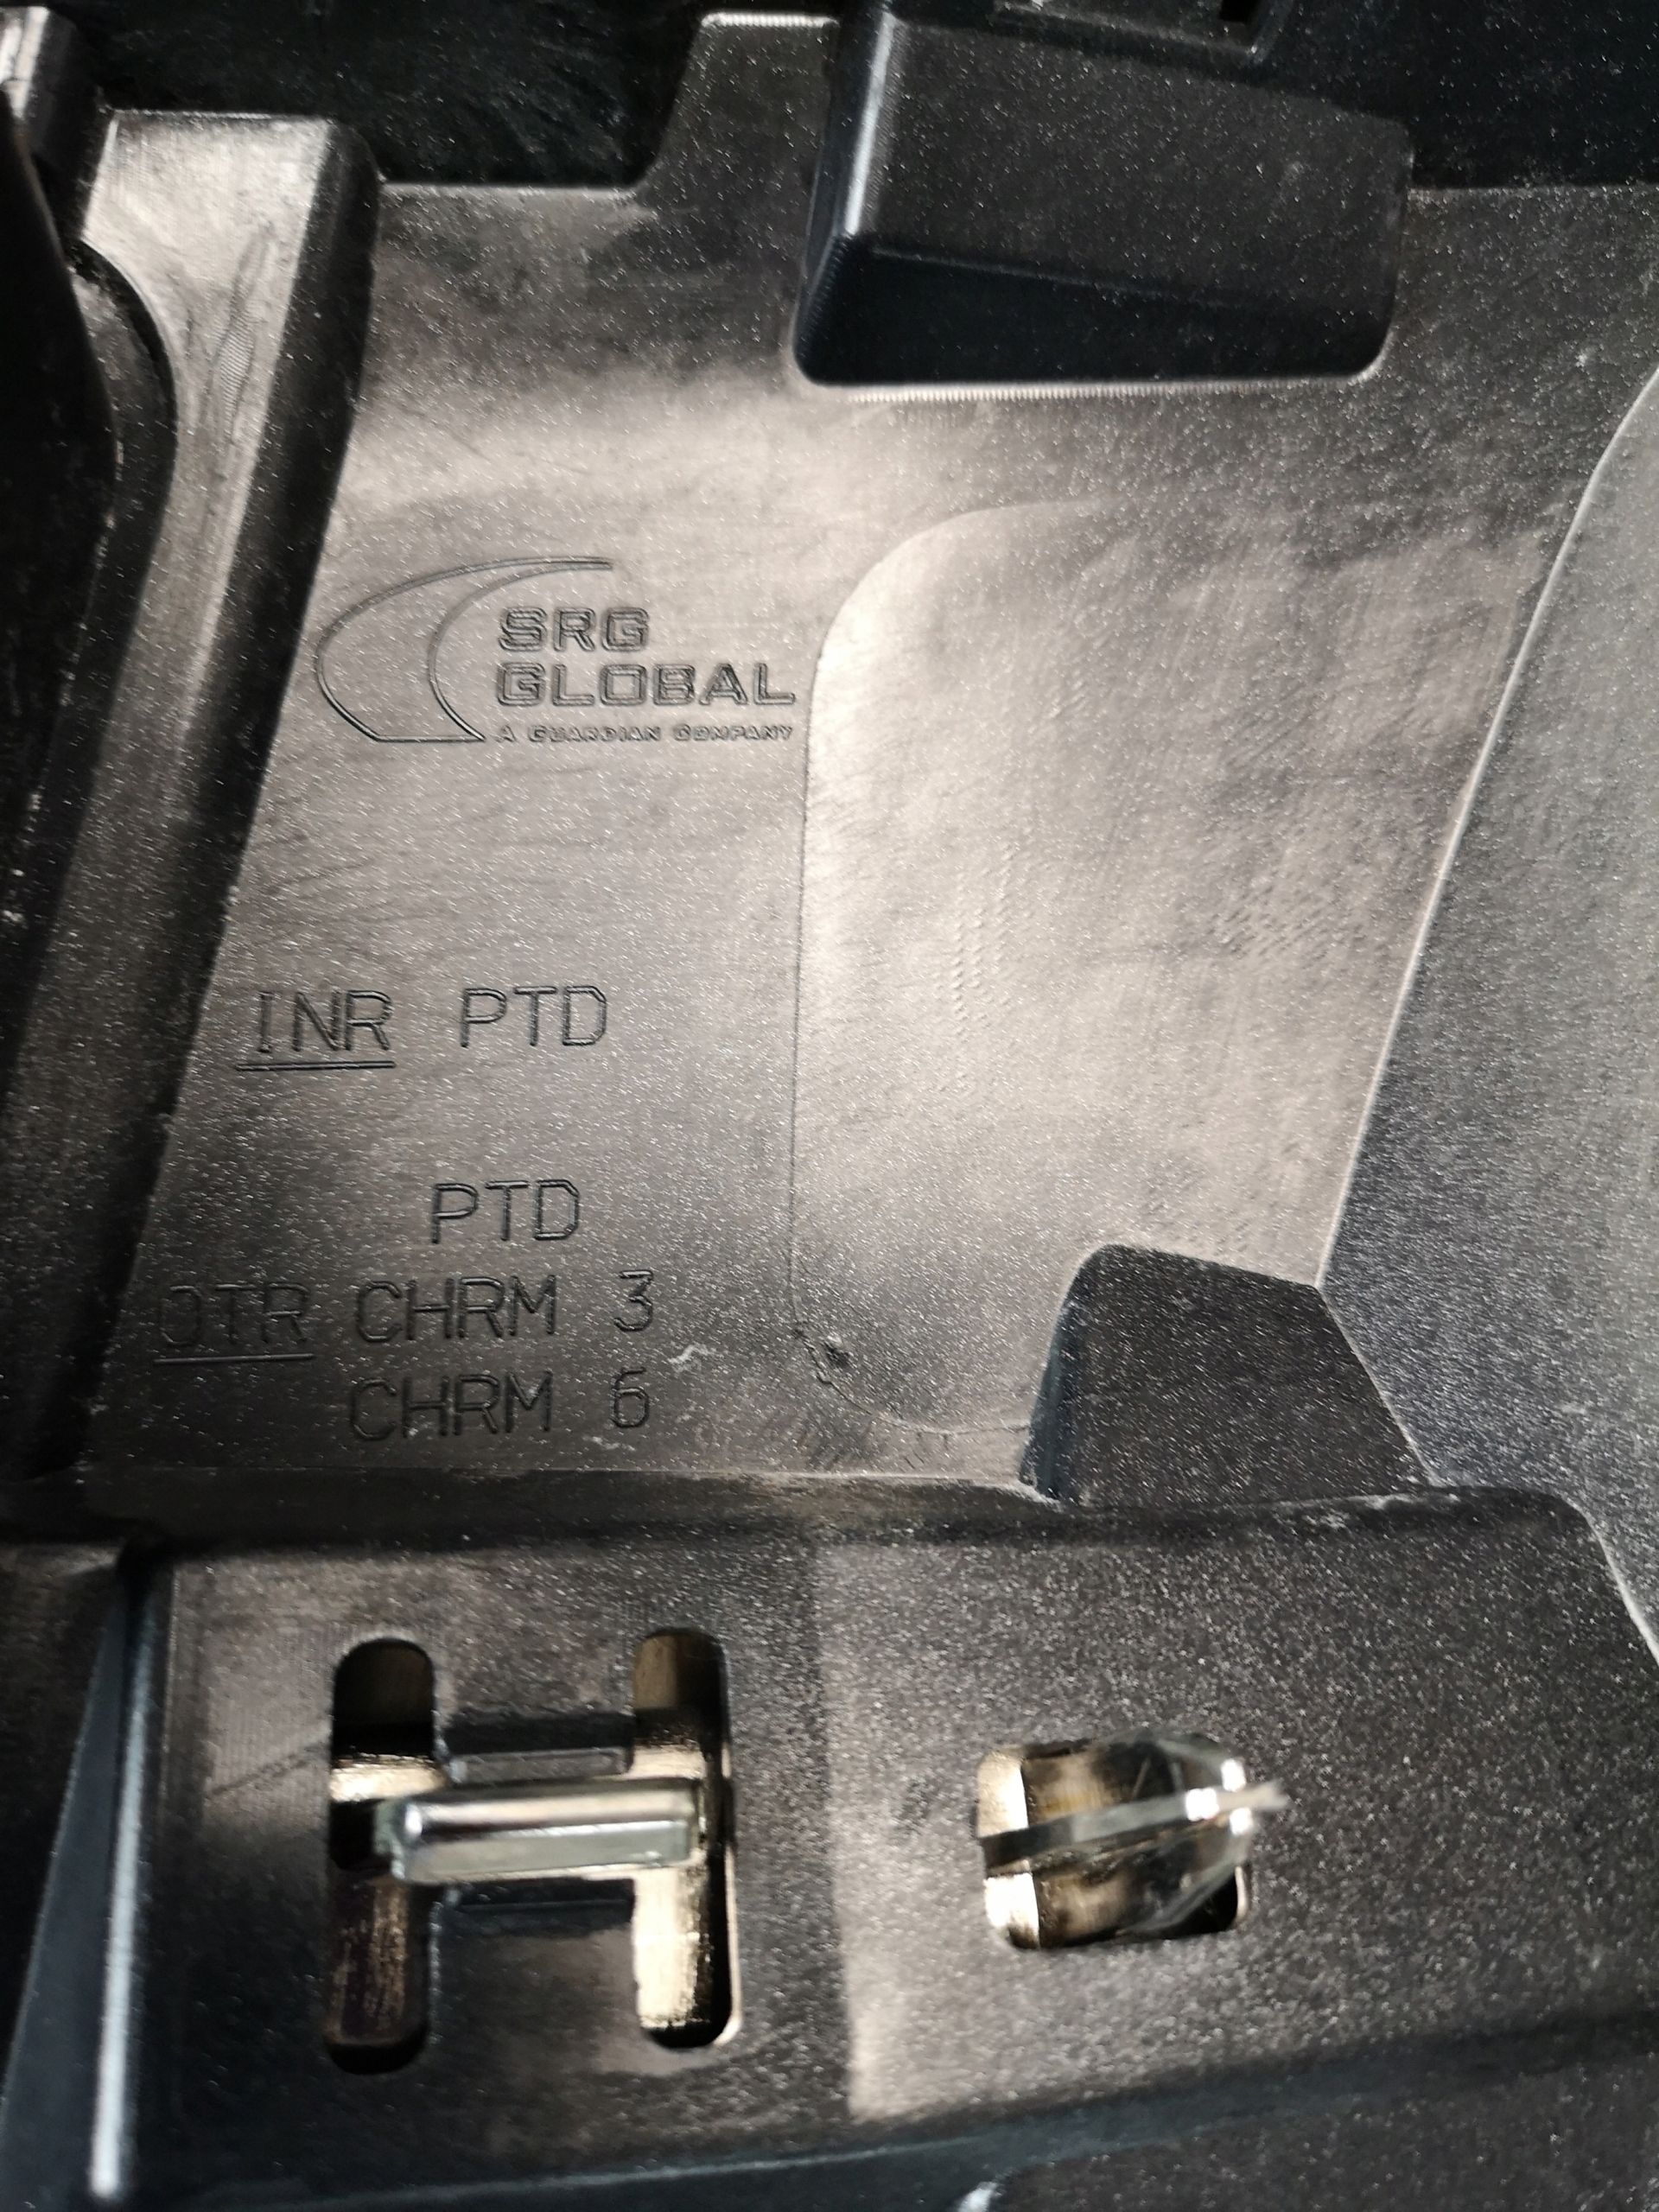 SRG
GLOBAL
A GUARDIAN COMPANY
INR PTD
PTD
OTR CHRM 3
CHRM 6